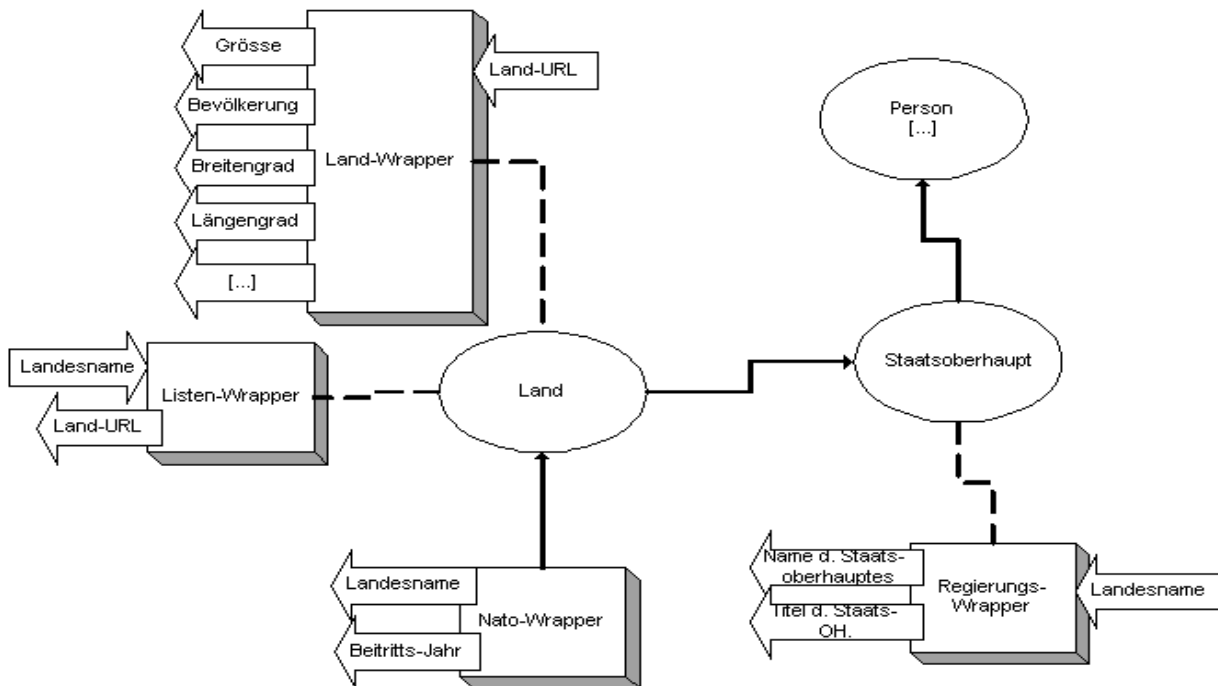 Grösse
Land-URL
Bevölkerung
Person
[...]
Land-Wrapper
Breitengrad
Längengrad
[...]
Landesname
Listen-Wrapper
Land-URL
Land
Staatsoberhaupt
Landesname
Nato-Wrapper
Beitritts-Jahr
Name d. Staats-
oberhauptes
Titel d. Staats-
OH.
Regierungs-
Wrapper
Landesname